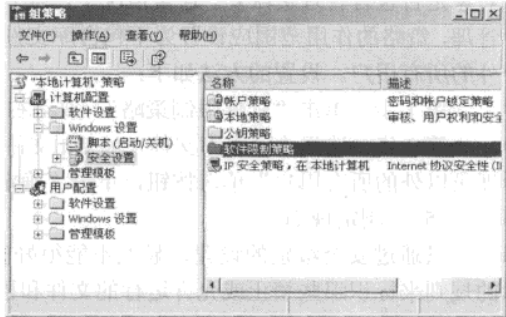 组策略
文件(F) 操作(A) 查看(V) 帮助(H)
"本地计算机" 策略
计算机配置
软件设置
Windows 设置
脚本 (启动/关机)
安全设置
管理模板
用户配置
软件设置
Windows 设置
管理模板
名称 描述
帐户策略 密码和帐户锁定策略
本地策略 审核、用户权利和安全
公钥策略
软件限制策略
IP 安全策略，在 本地计算机 Internet 协议安全性 (I